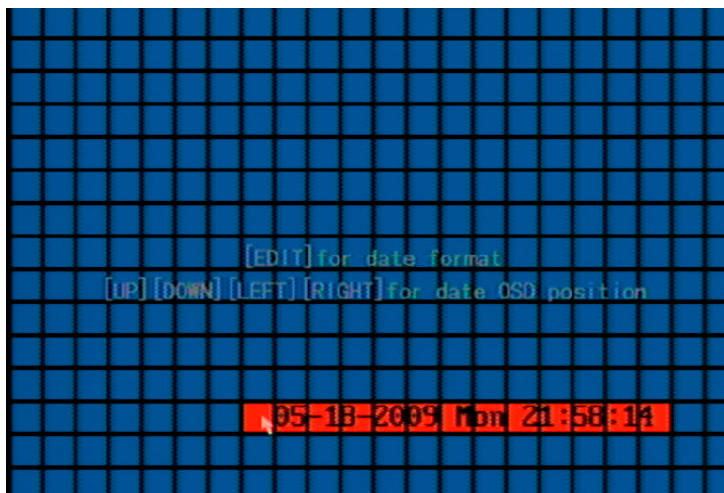 [EDIT]for date format
[UP][DOWN][LEFT][RIGHT]for date OSD position
05-18-2009 Mon 21:58:14